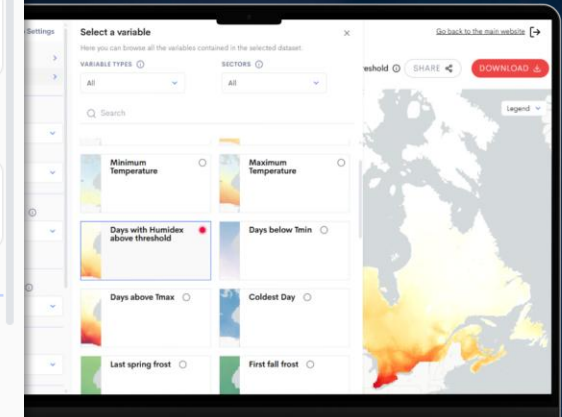 Settings
Select a variable
Go back to the main website
Here you can browse all the variables contained in the selected dataset.
VARIABLE TYPES
SECTORS
All
All
Search
SHARE
DOWNLOAD
Legend
Minimum
Temperature
Maximum
Temperature
Days with Humidex
above threshold
Days below Tmin
Days above Tmax
Coldest Day
Last spring frost
First fall frost